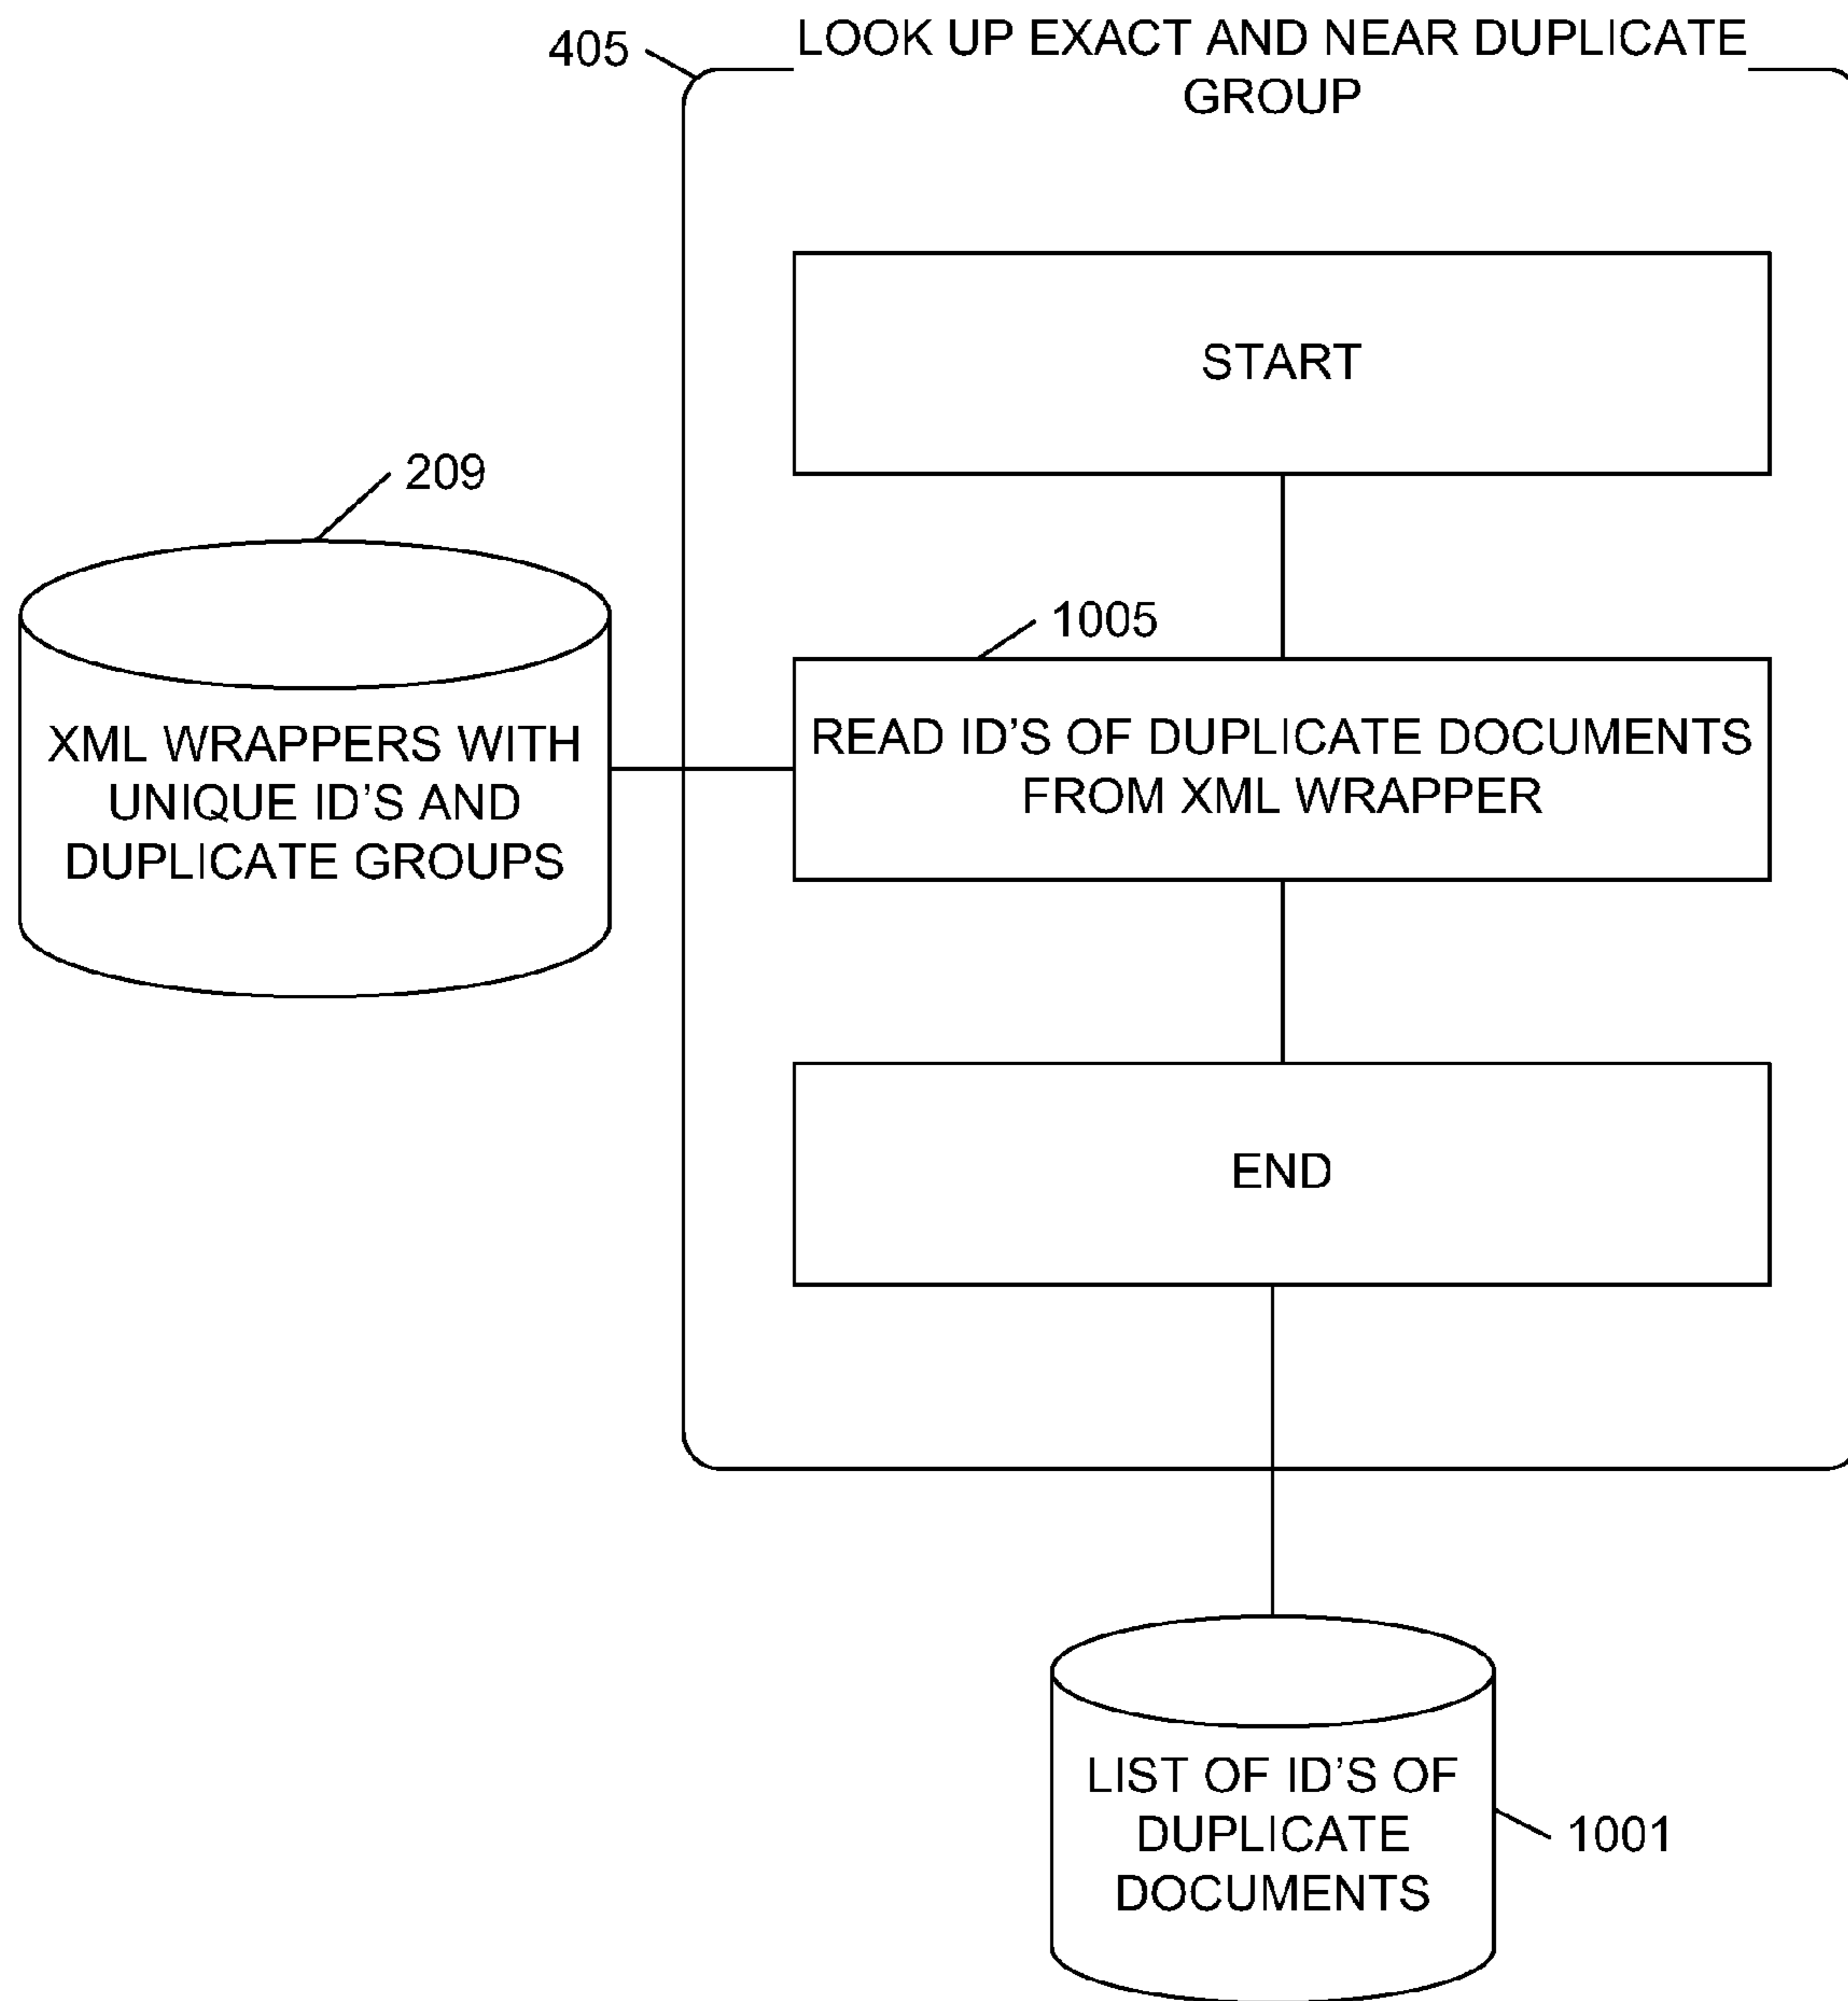 405
LOOK UP EXACT AND NEAR DUPLICATE
GROUP
START
209
1005
XML WRAPPERS WITH
UNIQUE ID'S AND
DUPLICATE GROUPS
READ ID'S OF DUPLICATE DOCUMENTS
FROM XML WRAPPER
END
LIST OF ID'S OF
DUPLICATE
DOCUMENTS
1001